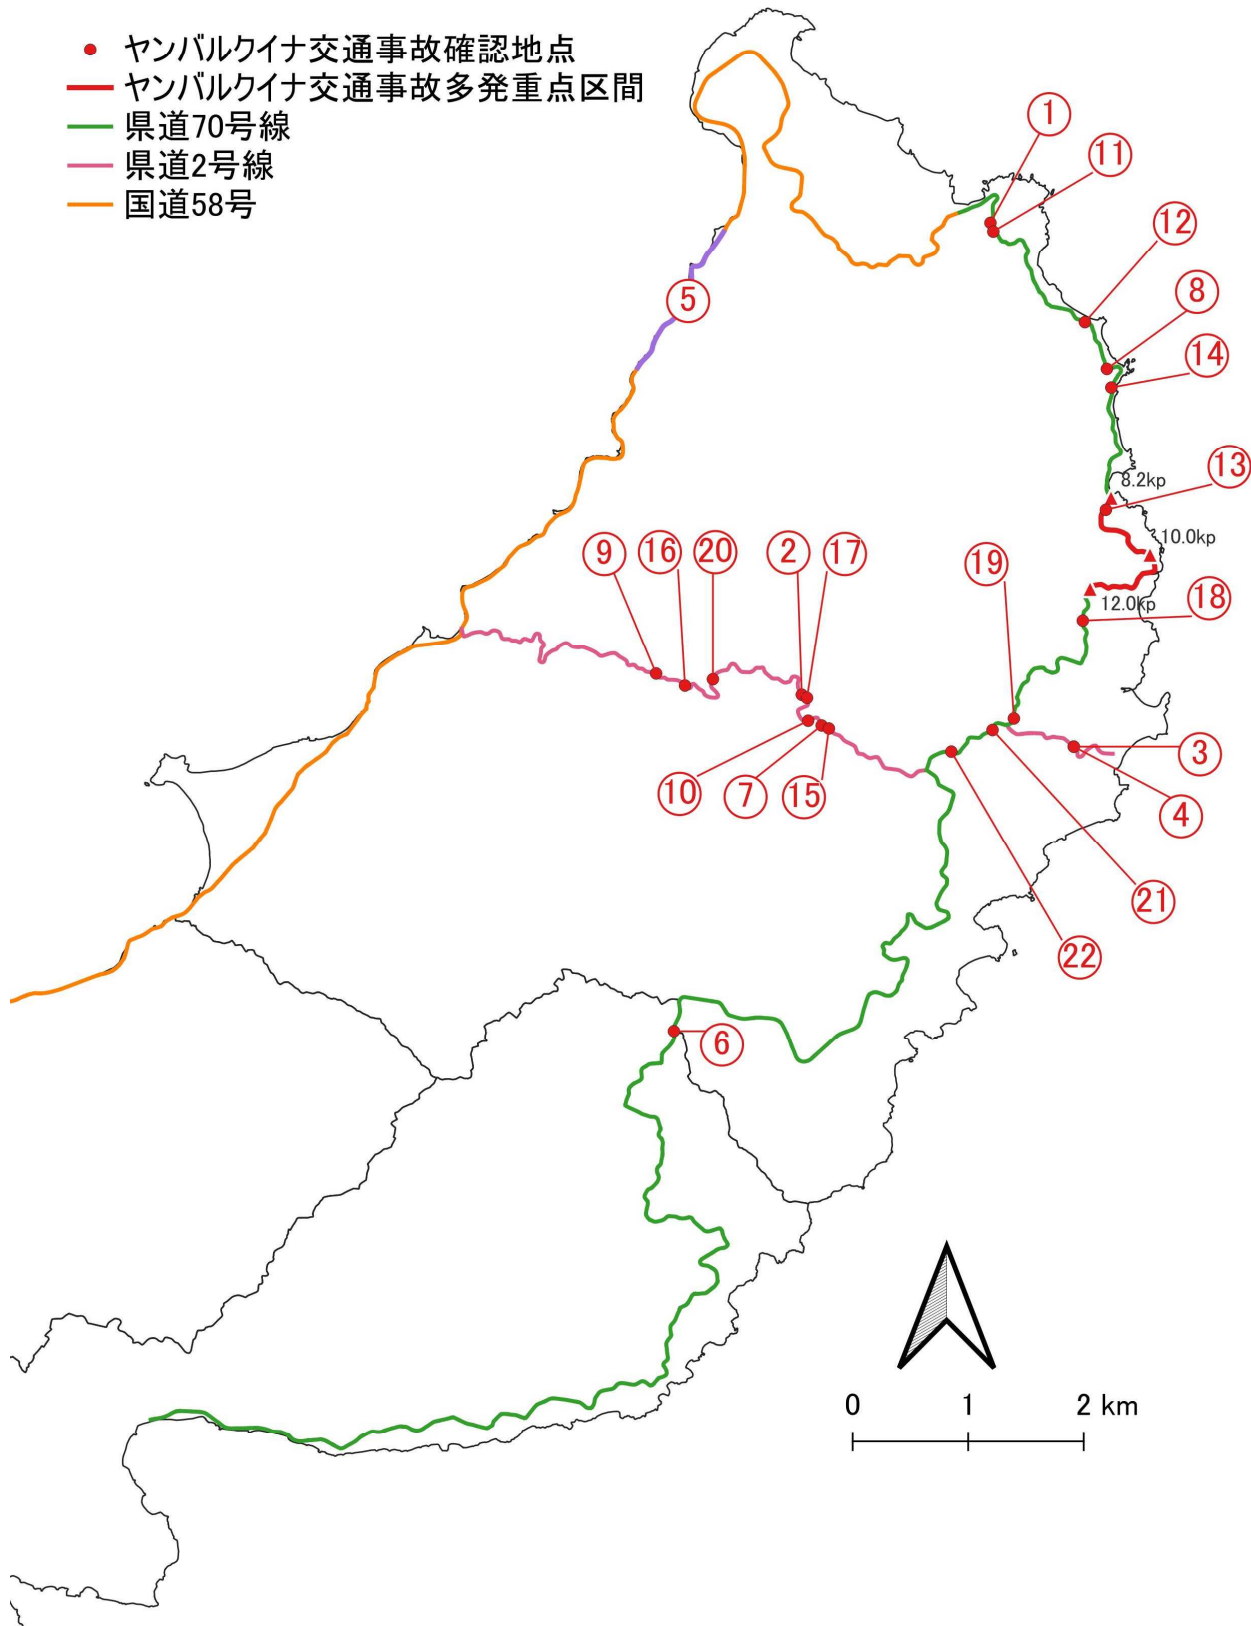 ヤンバルクイナ交通事故確認地点
ヤンバルクイナ交通事故多発重点区間
県道70号線
県道2号線
国道58号
①
⑪
⑫
⑤
⑧
⑭
⑬
8.2kp
10.0kp
⑨
⑯
⑳
②
⑰
⑲
12.0kp
⑱
③
⑩
⑦
⑮
④
㉑
㉒
⑥
0 1 2 km